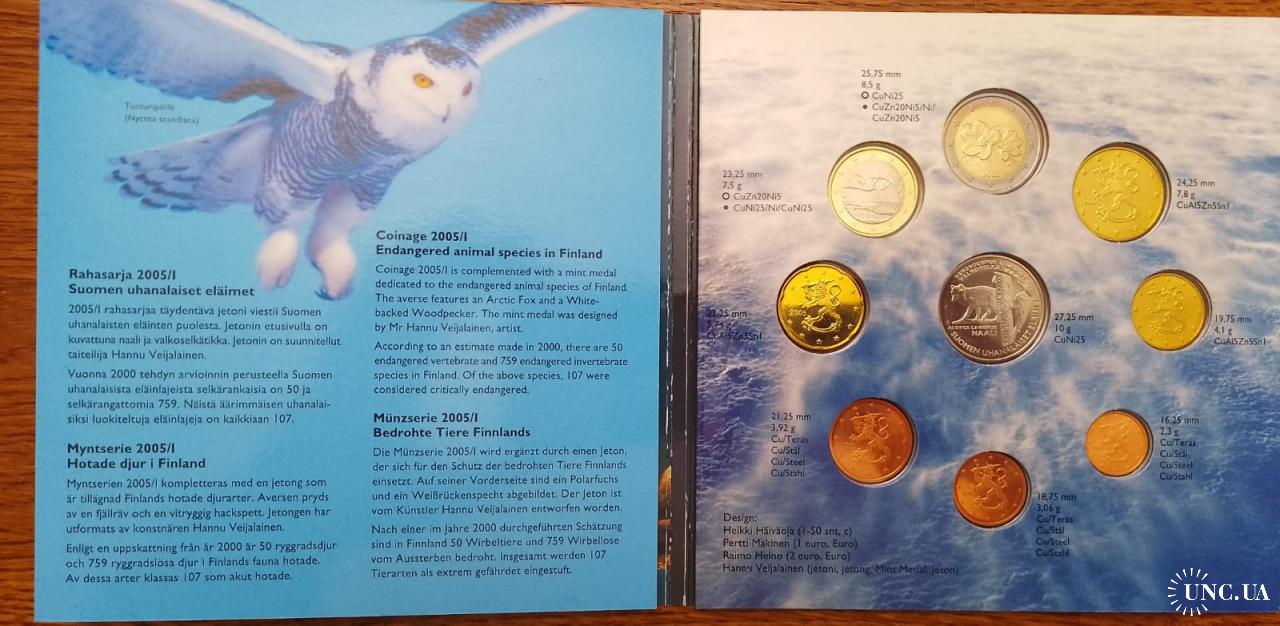 Tunturipöllö
(Nyctea scandiaca)
Rahasarja 2005/I
Suomen uhanalaiset eläimet
2005/I rahasarjaa täydentävä jetoni viestii Suomen
uhanalaisten eläinten puolesta. Jetonin etusivulla on
kuvattuna naali ja valkoselkätikka. Jetonin on suunnitellut
taiteilija Hannu Veijalainen.
Vuonna 2000 tehdyn arvioinnin perusteella Suomen
uhanalaisista eläinlajeista selkärankaisia on 50 ja
selkärangattomia 759. Näistä äärimmäisen uhanalai-
siksi luokiteltuja eläinlajeja on kaikkiaan 107.
Myntserie 2005/I
Hotade djur i Finland
Myntserien 2005/I kompletteras med en jetong som
är tillägnad Finlands hotade djurarter. Aversen pryds
av en fjällräv och en vitryggig hackspett. Jetongen har
utformats av konstnären Hannu Veijalainen.
Enligt en uppskattning från år 2000 är 50 ryggradsdjur
och 759 ryggradslösa djur i Finlands fauna hotade.
Av dessa arter klassas 107 som akut hotade.
Coinage 2005/I
Endangered animal species in Finland
Coinage 2005/I is complemented with a mint medal
dedicated to the endangered animal species of Finland.
The averse features an Arctic Fox and a White-
backed Woodpecker. The mint medal was designed
by Mr Hannu Veijalainen, artist.
According to an estimate made in 2000, there are 50
endangered vertebrate and 759 endangered invertebrate
species in Finland. Of the above species, 107 were
considered critically endangered.
Münzserie 2005/I
Bedrohte Tiere Finnlands
Die Münzserie 2005/I wird ergänzt durch einen Jeton,
der sich für den Schutz der bedrohten Tiere Finnlands
einsetzt. Auf seiner Vorderseite sind ein Polarfuchs
und ein Weißrückenspecht abgebildet. Der Jeton ist
vom Künstler Hannu Veijalainen entworfen worden.
Nach einer im Jahre 2000 durchgeführten Schätzung
sind in Finnland 50 Wirbeltiere und 759 Wirbellose
vom Aussterben bedroht. Insgesamt werden 107
Tierarten als extrem gefährdet eingestuft.
25,75 mm
8,5 g
CuNi25
CuZn20Ni5/Ni/
CuZn20Ni5
23,25 mm
7,5 g
CuZn20Ni5
CuNi25/Ni/CuNi25
24,25 mm
7,8 g
CuAl5Zn5Sn1
2005
22,25 mm
5,74 g
CuAl5Zn5Sn1
ALOPEX LAGOPUS
NAALI
SUOMEN UHANALAISET ELÄIMET
27,25 mm
10 g
CuNi25
19,75 mm
4,1 g
CuAl5Zn5Sn1
21,25 mm
3,92 g
Cu/Teräs
Cu/Stål
Cu/Steel
Cu/Stahl
16,25 mm
2,3 g
Cu/Teräs
Cu/Stål
Cu/Steel
Cu/Stahl
18,75 mm
3,06 g
Cu/Teräs
Cu/Stål
Cu/Steel
Cu/Stahl
Design:
Heikki Häiväoja (1-50 snt, c)
Pertti Mäkinen (1 euro, Euro)
Raimo Heino (2 euro, Euro)
Hannu Veijalainen (jetoni, jetong, Mint Medal, Jeton)
UNC.UA